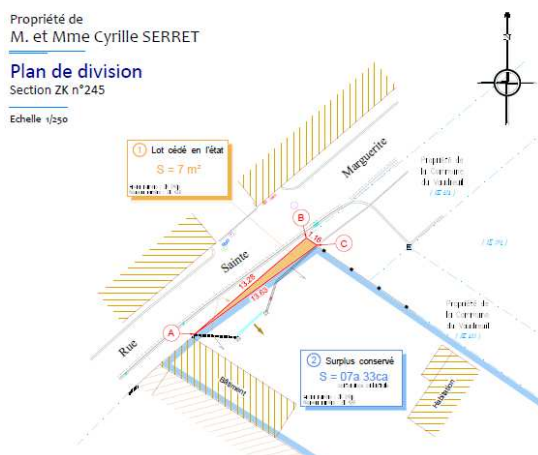 Propriété de
M. et Mme Cyrille SERRET
Plan de division
Section ZK n°245
Echelle 1/250
1 Lot cédé en l'état
S = 7 m²
Marguerite
Sainte
Rue
Propriété de
la Commune
du Vaudreuil
B
1.16
C
E
13.28
13.63
A
Propriété de
la Commune
du Vaudreuil
2 Surplus conservé
S = 07a 33ca
Bâtiment
Habitation